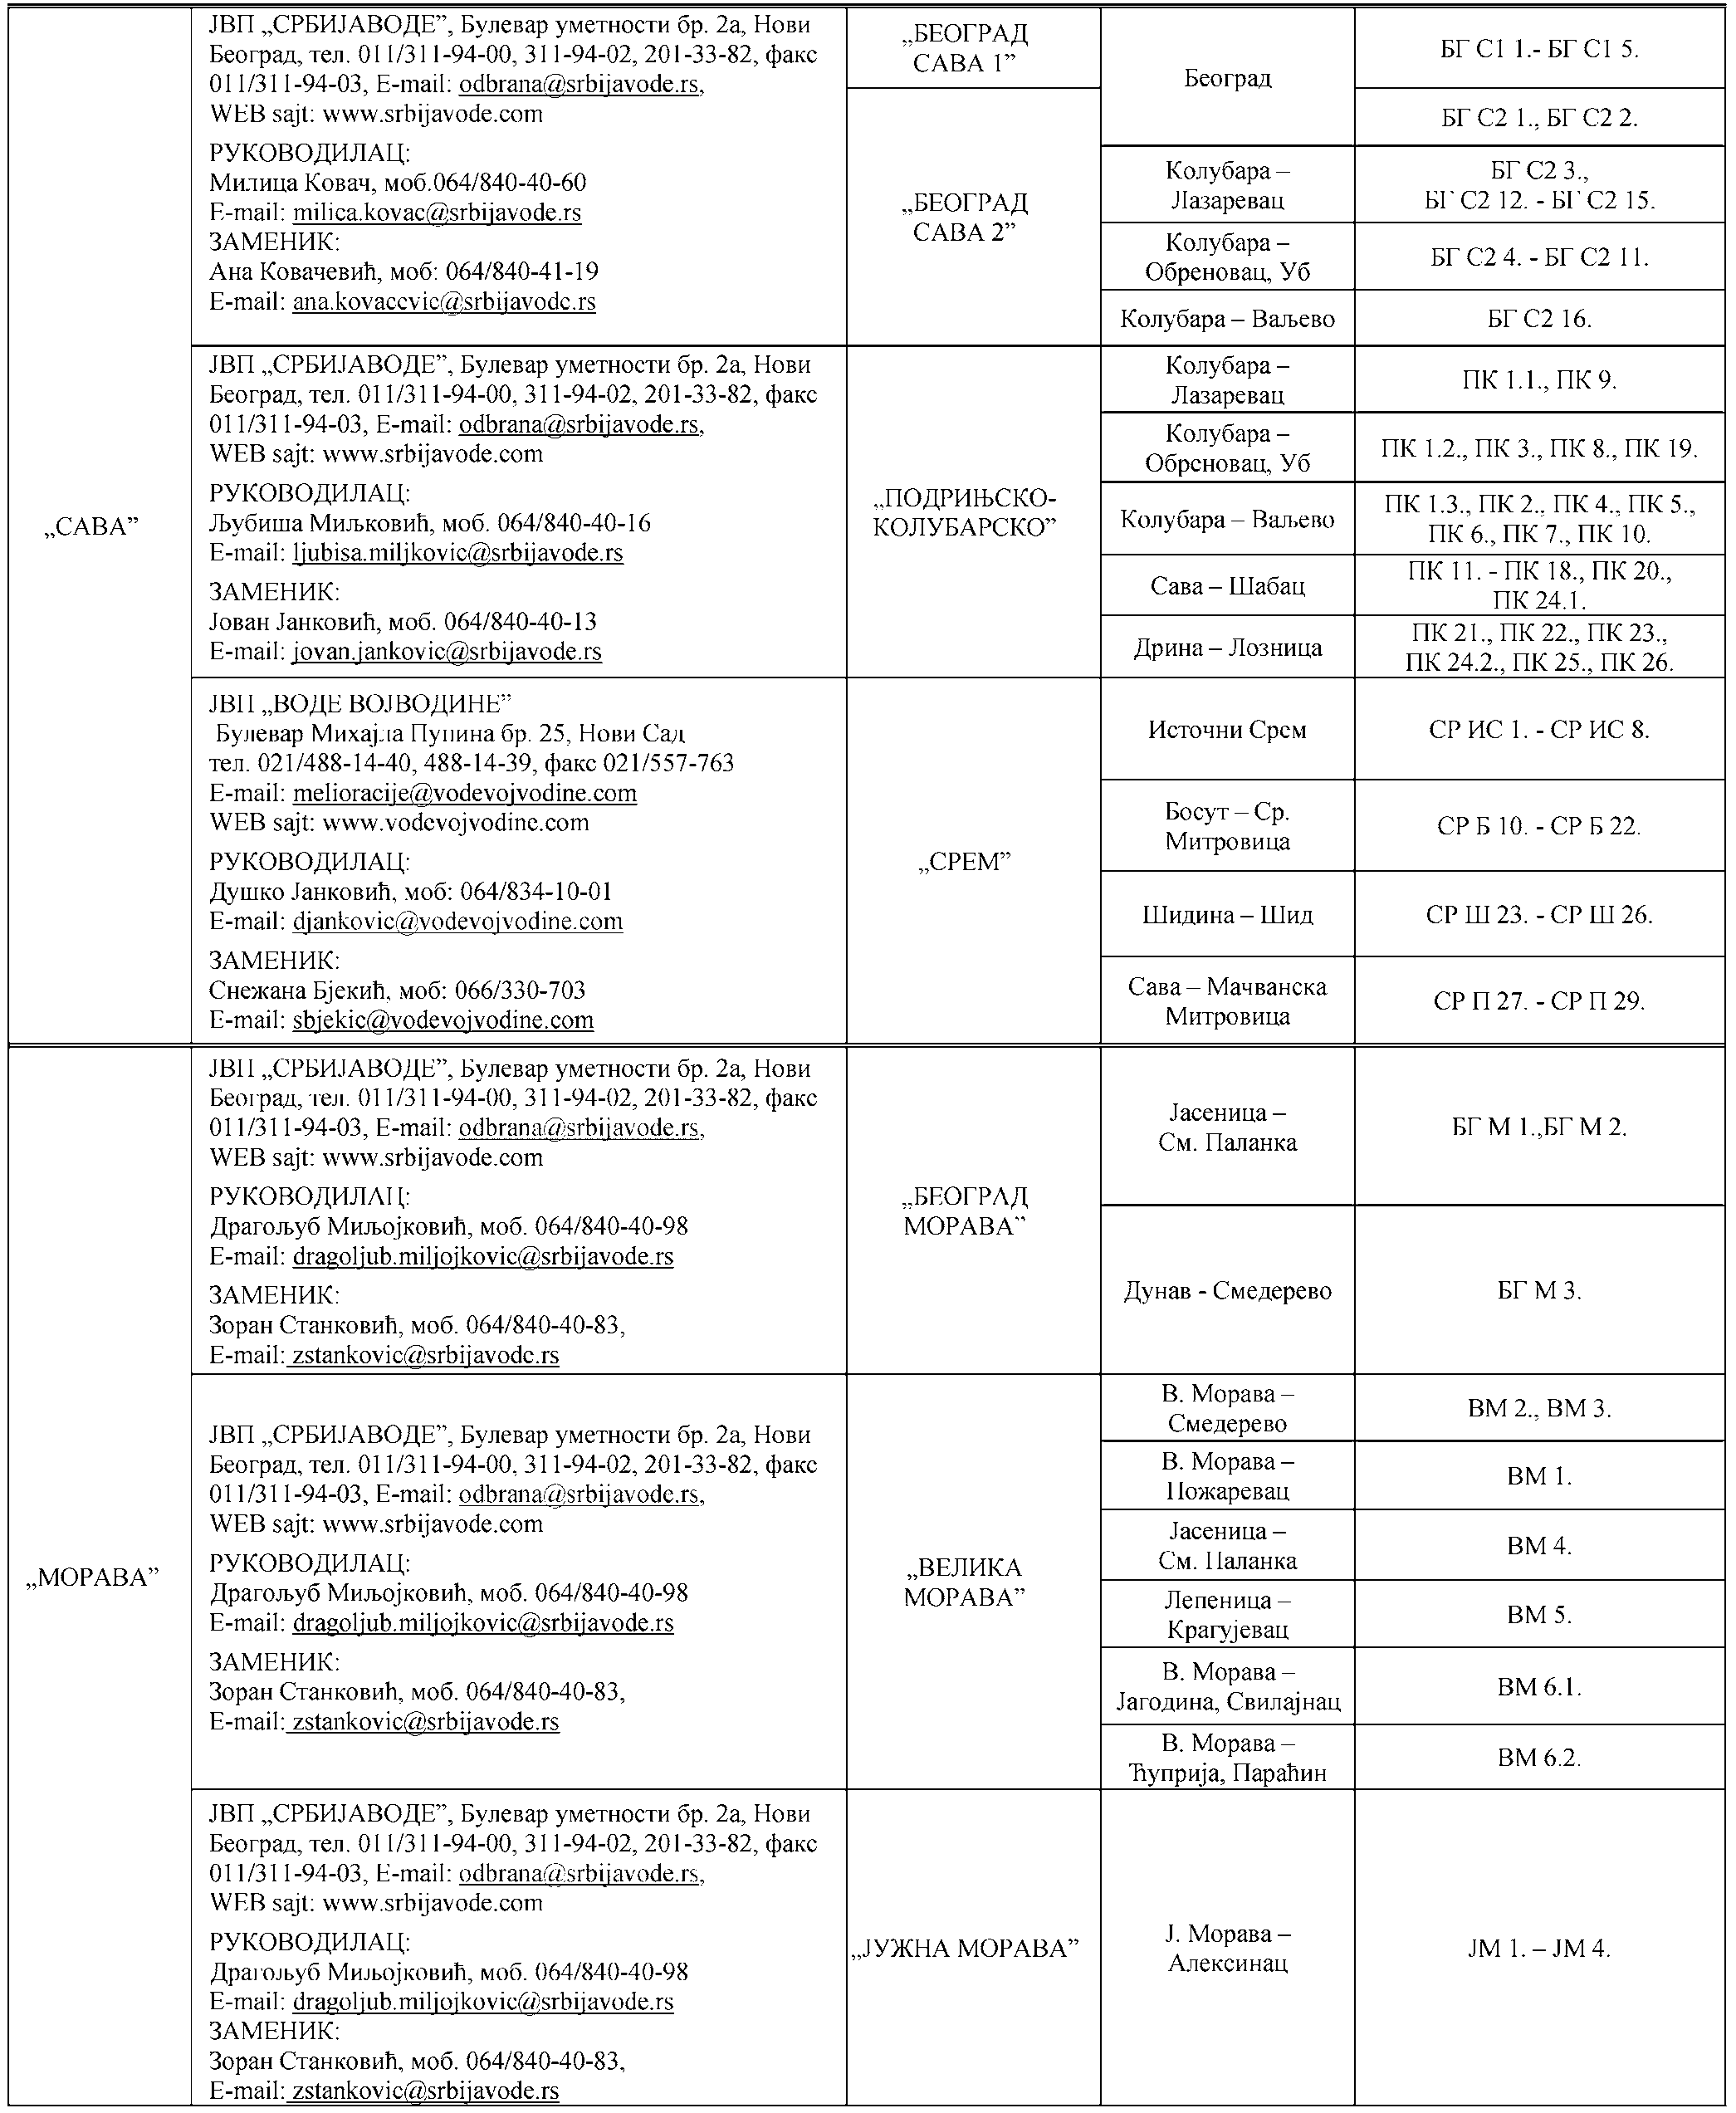 „САВА”
ЈВП „СРБИЈАВОДЕ”, Булевар уметности бр. 2а, Нови
Београд, тел. 011/311-94-00, 311-94-02, 201-33-82, факс
011/311-94-03, E-mail: odbrana@srbijavode.rs,
WEB sajt: www.srbijavode.com
РУКОВОДИЛАЦ:
Милица Ковач, моб.064/840-40-60
E-mail: milica.kovac@srbijavode.rs
ЗАМЕНИК:
Ана Ковачевић, моб: 064/840-41-19
E-mail: ana.kovacevic@srbijavode.rs
„БЕОГРАД
САВА 1”
Београд
БГ С1 1.- БГ С1 5.
„БЕОГРАД
САВА 2”
БГ С2 1., БГ С2 2.
Колубара –
Лазаревац
БГ С2 3.,
БГ С2 12. - БГ С2 15.
Колубара –
Обреновац, Уб
БГ С2 4. - БГ С2 11.
Колубара – Ваљево
БГ С2 16.
ЈВП „СРБИЈАВОДЕ”, Булевар уметности бр. 2а, Нови
Београд, тел. 011/311-94-00, 311-94-02, 201-33-82, факс
011/311-94-03, E-mail: odbrana@srbijavode.rs,
WEB sajt: www.srbijavode.com
РУКОВОДИЛАЦ:
Љубиша Миљковић, моб. 064/840-40-16
E-mail: ljubisa.miljkovic@srbijavode.rs
ЗАМЕНИК:
Јован Јанковић, моб. 064/840-40-13
E-mail: jovan.jankovic@srbijavode.rs
„ПОДРИЊСКО-
КОЛУБАРСКО”
Колубара –
Лазаревац
ПК 1.1., ПК 9.
Колубара –
Обреновац, Уб
ПК 1.2., ПК 3., ПК 8., ПК 19.
Колубара – Ваљево
ПК 1.3., ПК 2., ПК 4., ПК 5.,
ПК 6., ПК 7., ПК 10.
Сава – Шабац
ПК 11. - ПК 18., ПК 20.,
ПК 24.1.
Дрина – Лозница
ПК 21., ПК 22., ПК 23.,
ПК 24.2., ПК 25., ПК 26.
ЈВП „ВОДЕ ВОЈВОДИНЕ”
Булевар Михајла Пупина бр. 25, Нови Сад
тел. 021/488-14-40, 488-14-39, факс 021/557-763
E-mail: melioracije@vodevojvodine.com
WEB sajt: www.vodevojvodine.com
РУКОВОДИЛАЦ:
Душко Јанковић, моб: 064/834-10-01
E-mail: djankovic@vodevojvodine.com
ЗАМЕНИК:
Снежана Бјекић, моб: 066/330-703
E-mail: sbjekic@vodevojvodine.com
„СРЕМ”
Источни Срем
СР ИС 1. - СР ИС 8.
Босут – Ср.
Митровица
СР Б 10. - СР Б 22.
Шидина – Шид
СР Ш 23. - СР Ш 26.
Сава – Мачванска
Митровица
СР П 27. - СР П 29.
„МОРАВА”
ЈВП „СРБИЈАВОДЕ”, Булевар уметности бр. 2а, Нови
Београд, тел. 011/311-94-00, 311-94-02, 201-33-82, факс
011/311-94-03, E-mail: odbrana@srbijavode.rs,
WEB sajt: www.srbijavode.com
РУКОВОДИЛАЦ:
Драгољуб Миљојковић, моб. 064/840-40-98
E-mail: dragoljub.miljojkovic@srbijavode.rs
ЗАМЕНИК:
Зоран Станковић, моб. 064/840-40-83,
E-mail: zstankovic@srbijavode.rs
„БЕОГРАД
МОРАВА”
Јасеница –
См. Паланка
БГ М 1.,БГ М 2.
Дунав - Смедерево
БГ М 3.
ЈВП „СРБИЈАВОДЕ”, Булевар уметности бр. 2а, Нови
Београд, тел. 011/311-94-00, 311-94-02, 201-33-82, факс
011/311-94-03, E-mail: odbrana@srbijavode.rs,
WEB sajt: www.srbijavode.com
РУКОВОДИЛАЦ:
Драгољуб Миљојковић, моб. 064/840-40-98
E-mail: dragoljub.miljojkovic@srbijavode.rs
ЗАМЕНИК:
Зоран Станковић, моб. 064/840-40-83,
E-mail: zstankovic@srbijavode.rs
„ВЕЛИКА
МОРАВА”
В. Морава –
Смедерево
ВМ 2., ВМ 3.
В. Морава –
Пожаревац
ВМ 1.
Јасеница –
См. Паланка
ВМ 4.
Лепеница –
Крагујевац
ВМ 5.
В. Морава –
Јагодина, Свилајнац
ВМ 6.1.
В. Морава –
Ћуприја, Параћин
ВМ 6.2.
ЈВП „СРБИЈАВОДЕ”, Булевар уметности бр. 2а, Нови
Београд, тел. 011/311-94-00, 311-94-02, 201-33-82, факс
011/311-94-03, E-mail: odbrana@srbijavode.rs,
WEB sajt: www.srbijavode.com
РУКОВОДИЛАЦ:
Драгољуб Миљојковић, моб. 064/840-40-98
E-mail: dragoljub.miljojkovic@srbijavode.rs
ЗАМЕНИК:
Зоран Станковић, моб. 064/840-40-83,
E-mail: zstankovic@srbijavode.rs
„ЈУЖНА МОРАВА”
Ј. Морава –
Алексинац
ЈМ 1. – ЈМ 4.